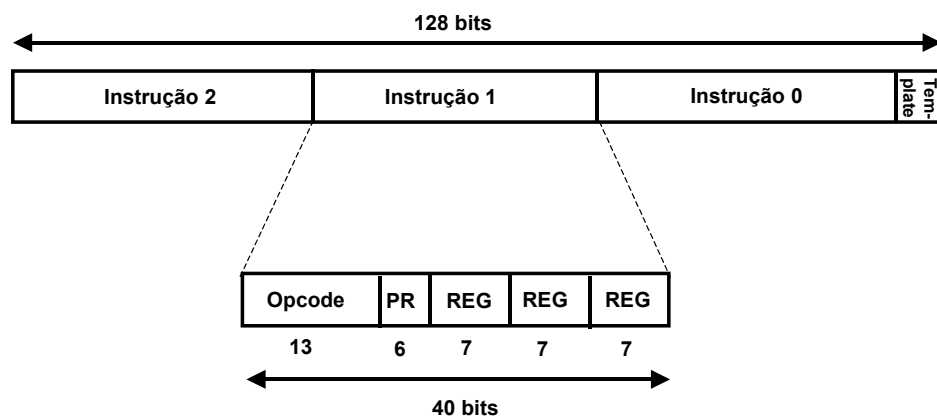 128 bits
Instrução 2 Instrução 1 Instrução 0 Tem-
plate
Opcode PR REG REG REG
13 6 7 7 7
40 bits